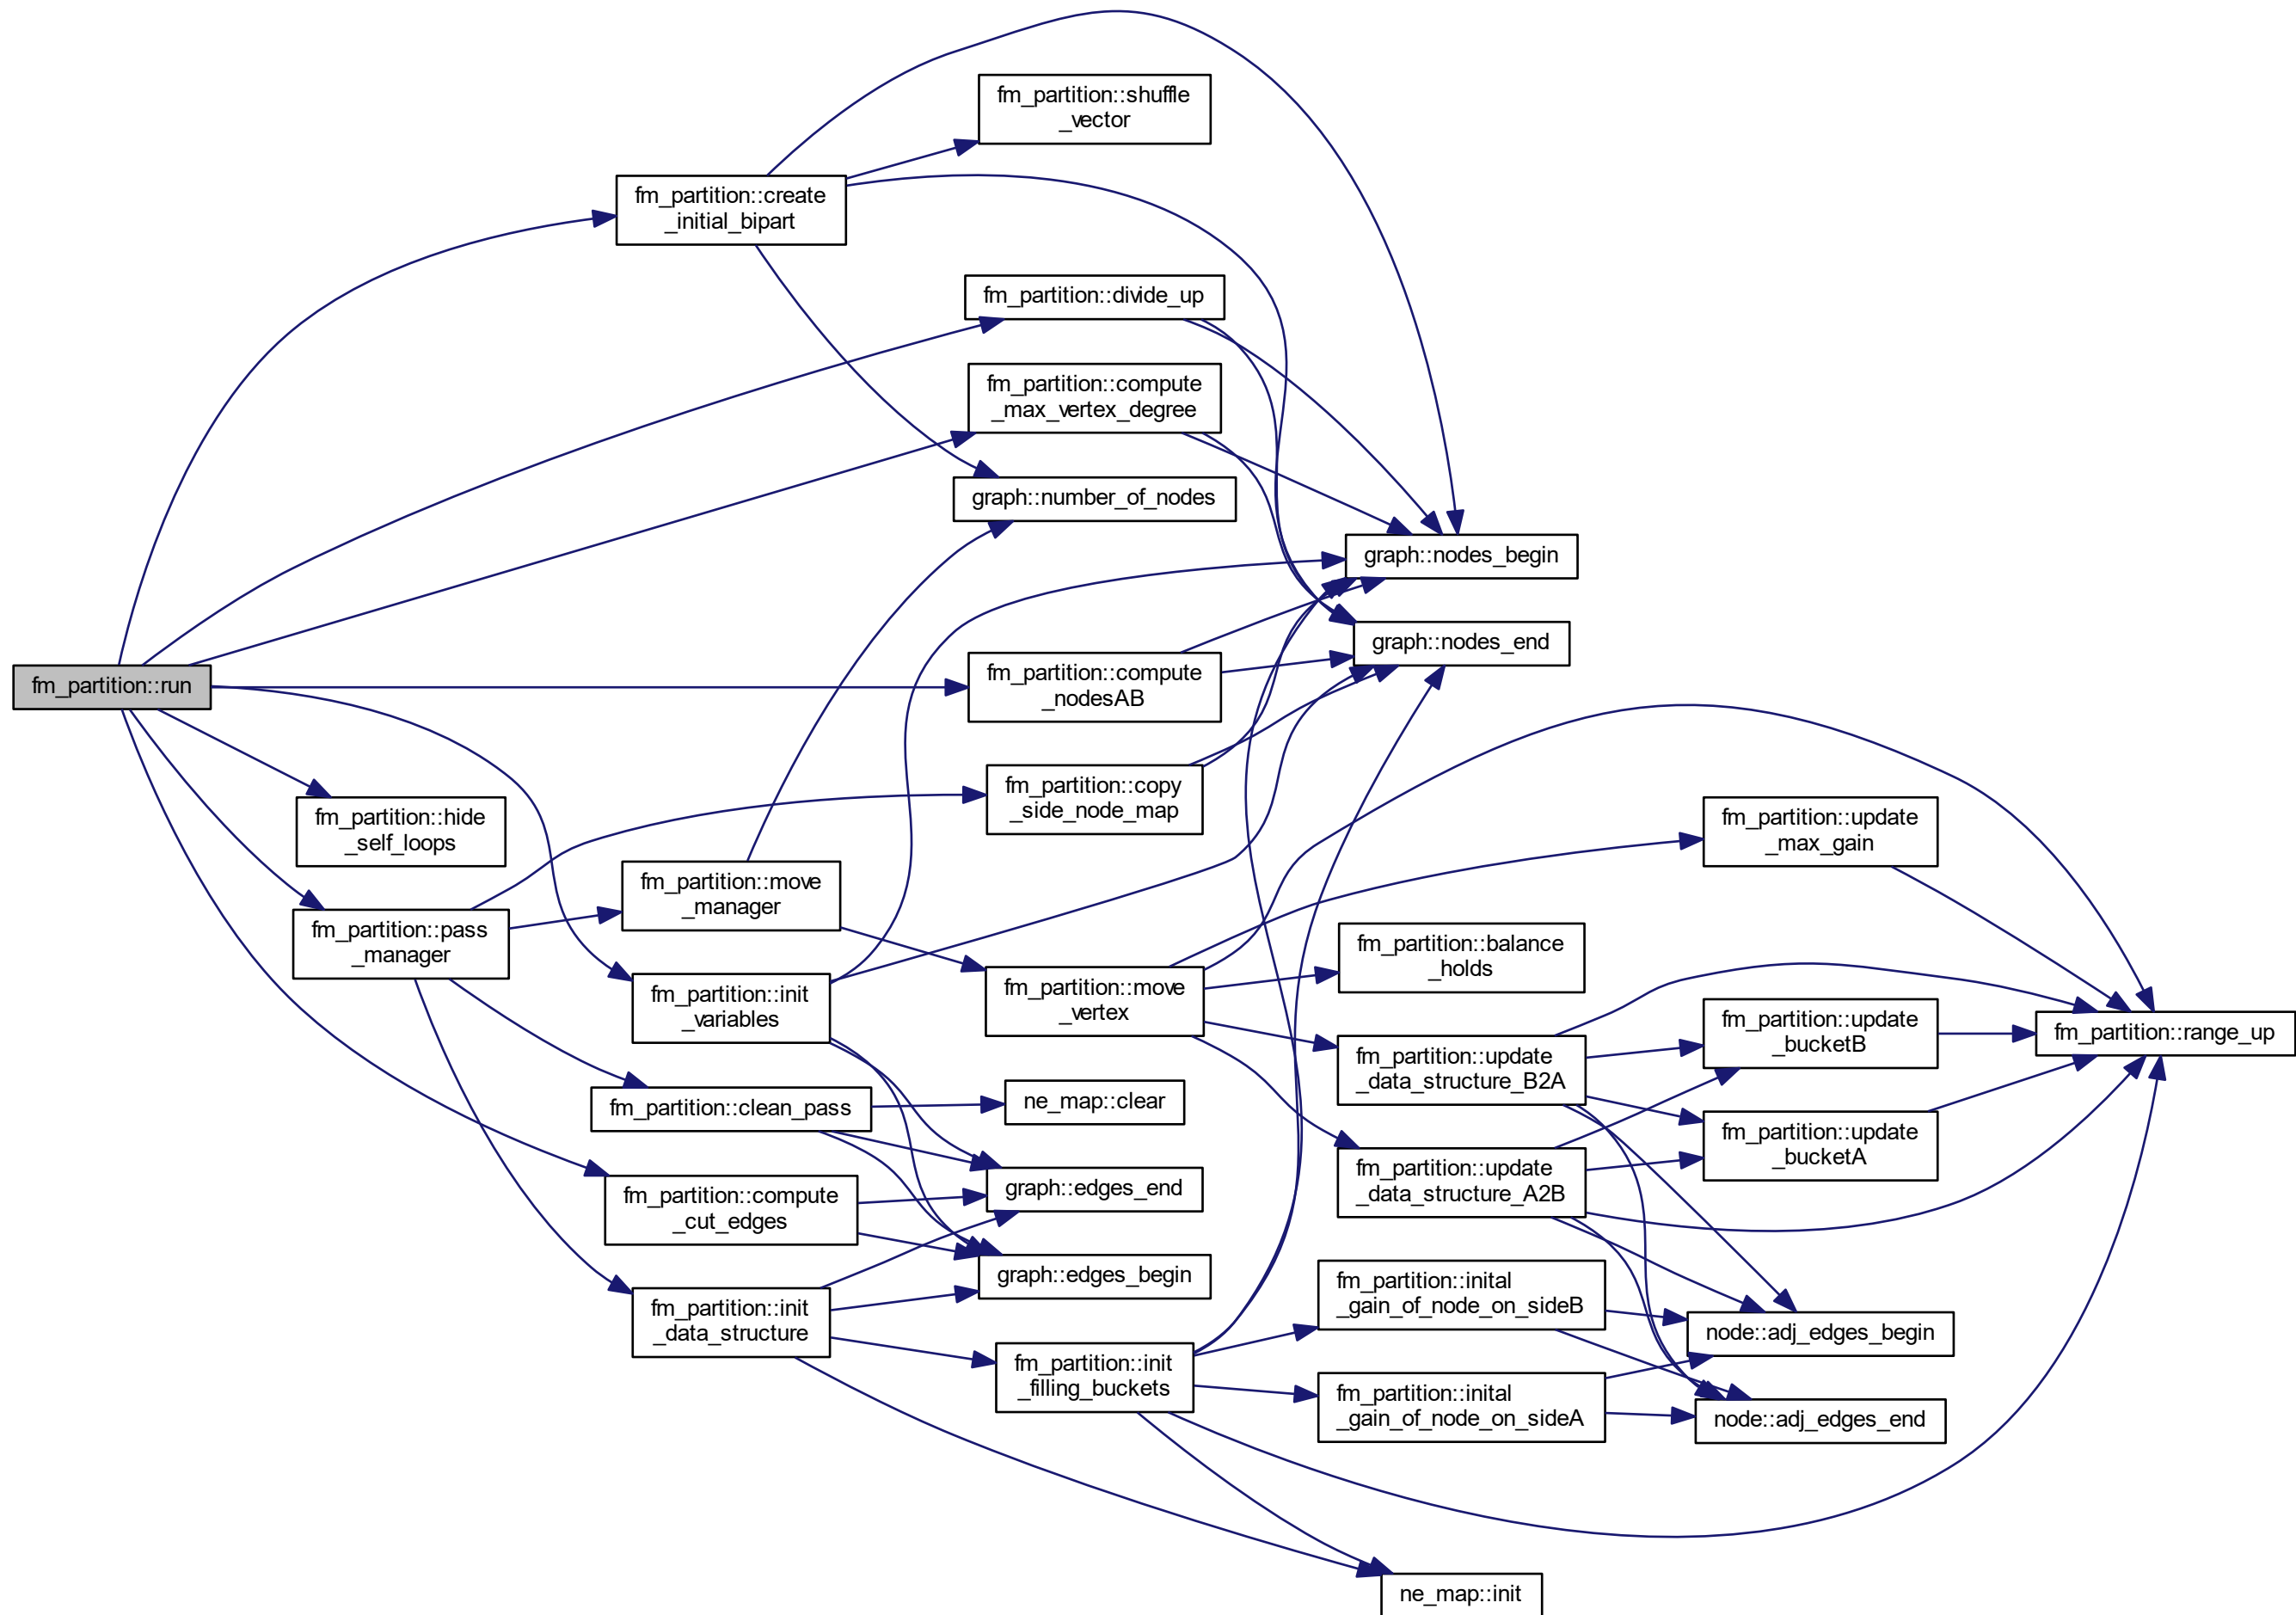 fm_partition::shuffle
_vector
fm_partition::create
_initial_bipart
fm_partition::divide_up
fm_partition::compute
_max_vertex_degree
graph::number_of_nodes
graph::nodes_begin
graph::nodes_end
fm_partition::run
fm_partition::compute
_nodesAB
fm_partition::copy
_side_node_map
fm_partition::hide
_self_loops
fm_partition::update
_max_gain
fm_partition::move
_manager
fm_partition::pass
_manager
fm_partition::balance
_holds
fm_partition::init
_variables
fm_partition::move
_vertex
fm_partition::update
_bucketB
fm_partition::range_up
fm_partition::update
_data_structure_B2A
fm_partition::clean_pass
ne_map::clear
fm_partition::update
_bucketA
fm_partition::update
_data_structure_A2B
graph::edges_end
fm_partition::compute
_cut_edges
graph::edges_begin
fm_partition::inital
_gain_of_node_on_sideB
node::adj_edges_begin
fm_partition::init
_data_structure
fm_partition::init
_filling_buckets
fm_partition::inital
_gain_of_node_on_sideA
node::adj_edges_end
ne_map::init